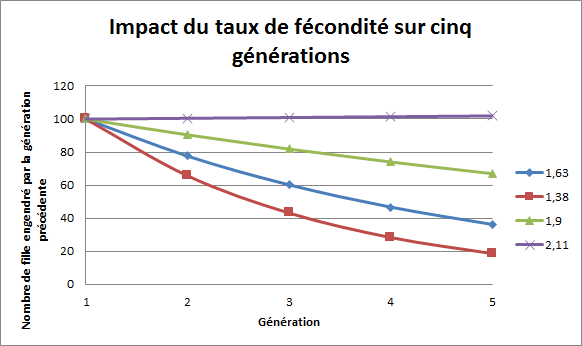 Impact du taux de fécondité sur cinq
générations
Nombre de fille engendré par la génération
précédente
120
100
80
60
40
20
0
1 2 3 4 5
Génération
1,63
1,38
1,9
2,11